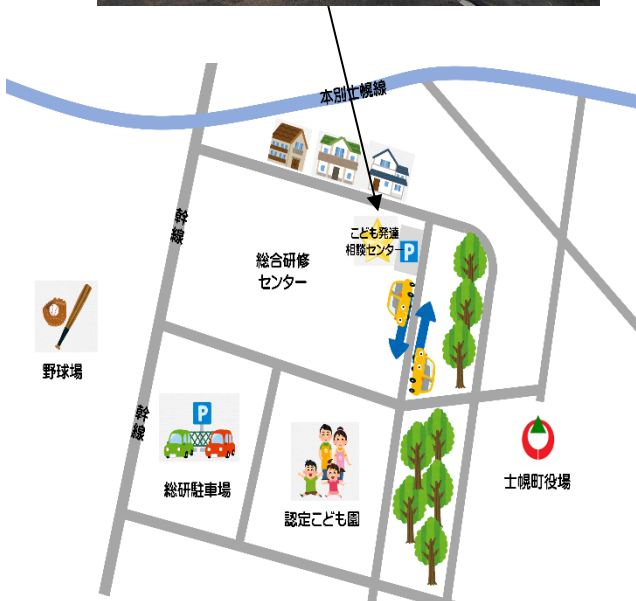 本別士幌線
幹線
こども発達
相談センター
P
総合研修
センター
野球場
幹線
P
総研駐車場
認定こども園
士幌町役場